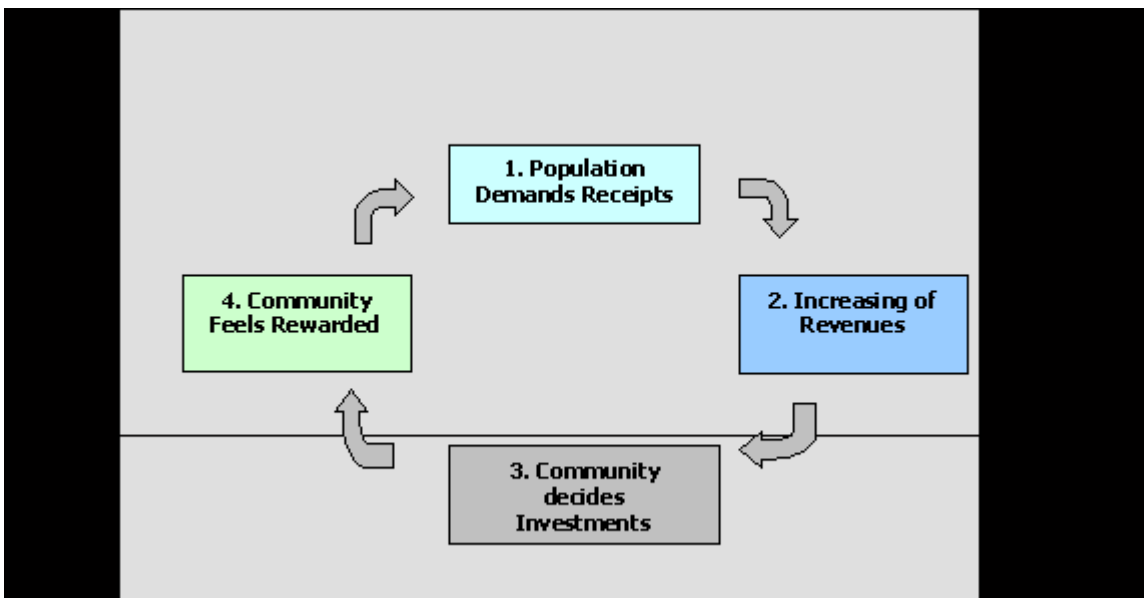 1. Population
Demands Receipts
2. Increasing of
Revenues
3. Community
decides
Investments
4. Community
Feels Rewarded